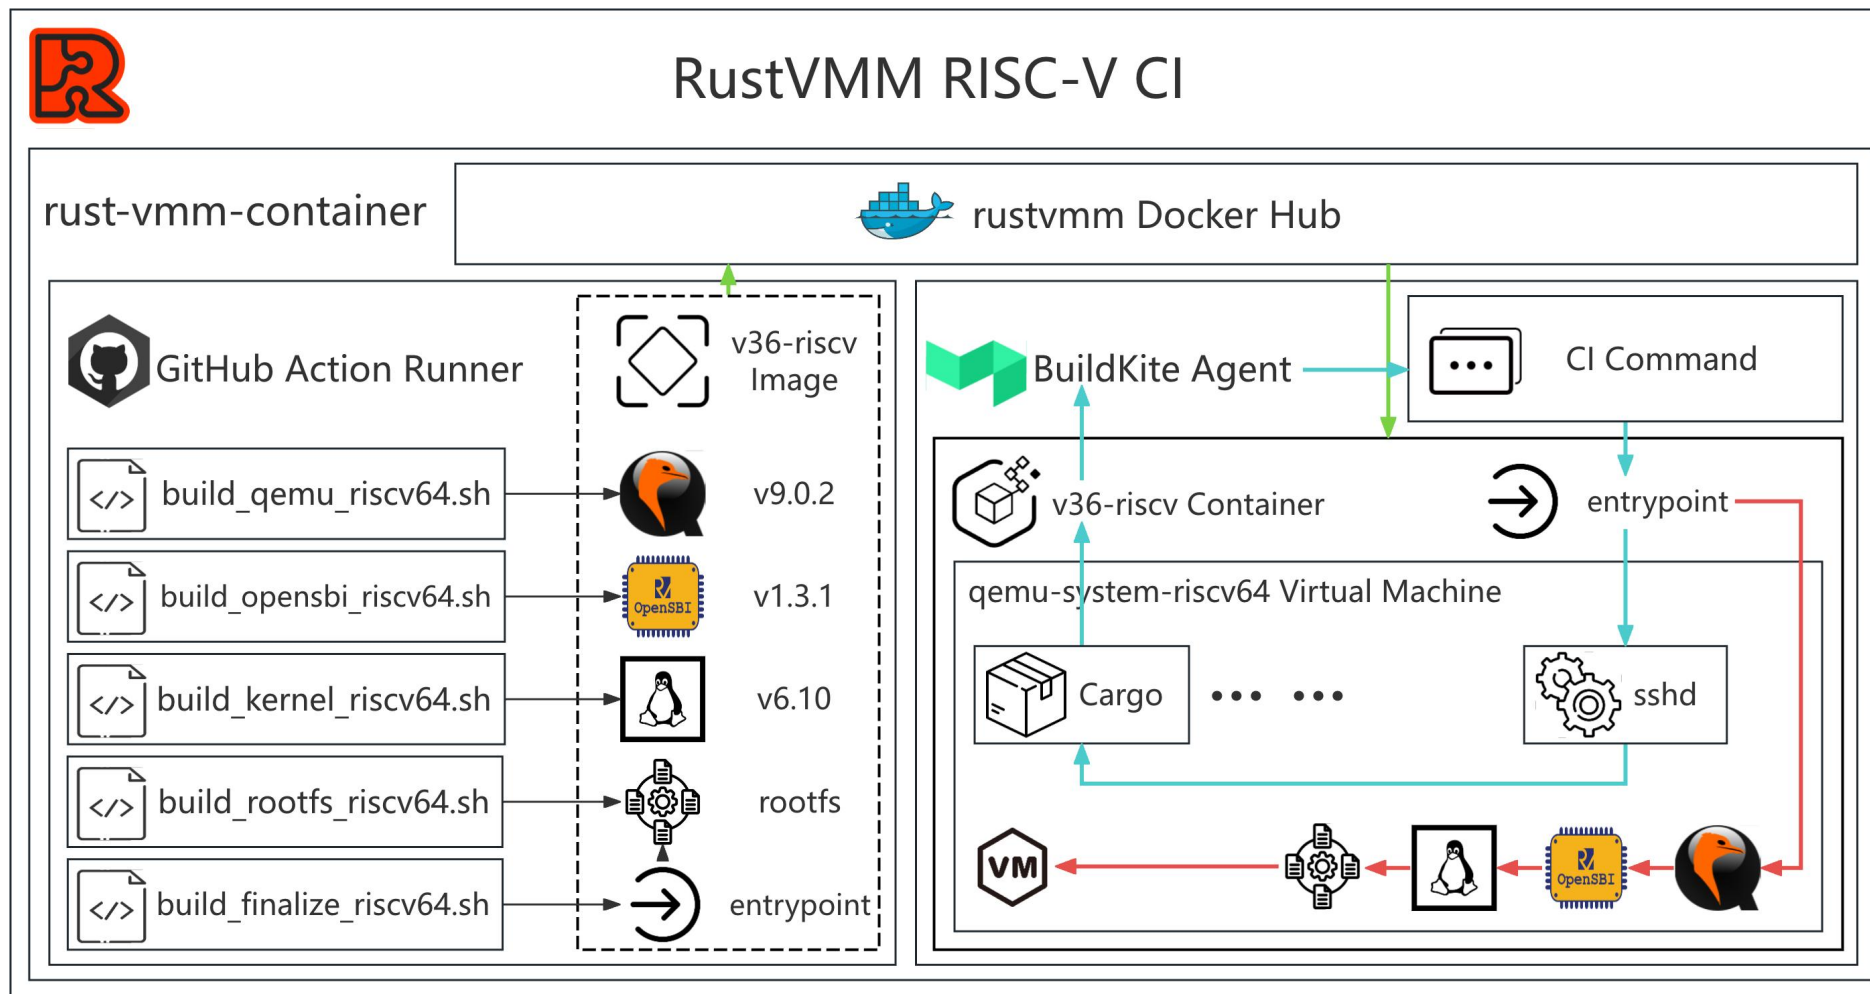 RustVMM RISC-V CI
rust-vmm-container
rustvmm Docker Hub
GitHub Action Runner
v36-riscv
Image
build_qemu_riscv64.sh
v9.0.2
build_opensbi_riscv64.sh
OpenSBI
v1.3.1
build_kernel_riscv64.sh
v6.10
build_rootfs_riscv64.sh
rootfs
build_finalize_riscv64.sh
entrypoint
BuildKite Agent
CI Command
v36-riscv Container
entrypoint
qemu-system-riscv64 Virtual Machine
Cargo
... ...
sshd
VM
OpenSBI